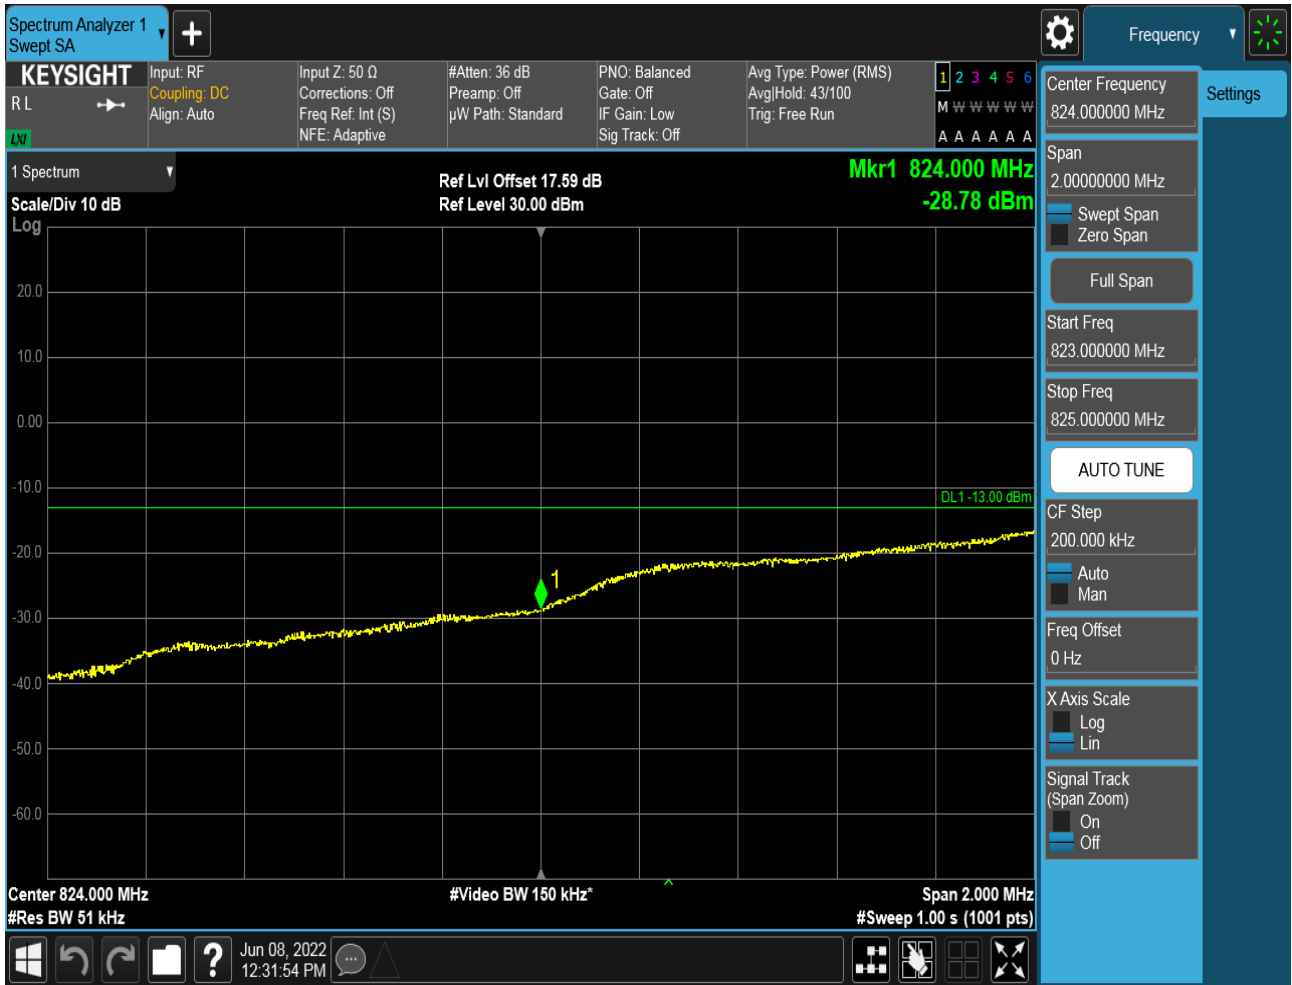 Spectrum Analyzer 1
Swept SA
Frequency
KEYSIGHT
R L
LXI
Input: RF
Coupling: DC
Align: Auto
Input Z: 50 Ω
Corrections: Off
Freq Ref: Int (S)
NFE: Adaptive
#Atten: 36 dB
Preamp: Off
µW Path: Standard
PNO: Balanced
Gate: Off
IF Gain: Low
Sig Track: Off
Avg Type: Power (RMS)
Avg|Hold: 43/100
Trig: Free Run
1 2 3 4 5 6
M W W W W W
A A A A A A
1 Spectrum
Scale/Div 10 dB
Log
Ref Lvl Offset 17.59 dB
Ref Level 30.00 dBm
Mkr1 824.000 MHz
-28.78 dBm
20.0
10.0
0.00
-10.0
DL1 -13.00 dBm
-20.0
1
-30.0
-40.0
-50.0
-60.0
Center 824.000 MHz
#Res BW 51 kHz
#Video BW 150 kHz*
Span 2.000 MHz
#Sweep 1.00 s (1001 pts)
Jun 08, 2022
12:31:54 PM
Center Frequency
824.000000 MHz
Settings
Span
2.00000000 MHz
Swept Span
Zero Span
Full Span
Start Freq
823.000000 MHz
Stop Freq
825.000000 MHz
AUTO TUNE
CF Step
200.000 kHz
Auto
Man
Freq Offset
0 Hz
X Axis Scale
Log
Lin
Signal Track
(Span Zoom)
On
Off